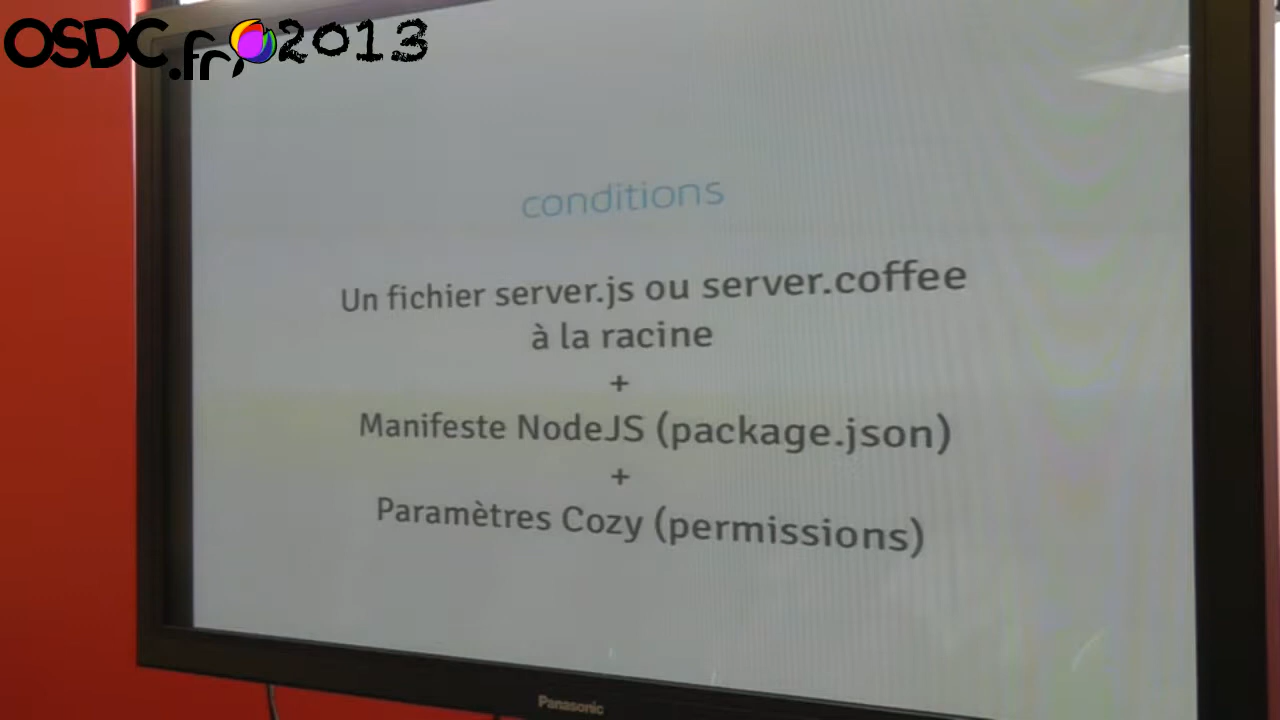 OSDC.fr 2013
conditions
Un fichier server.js ou server.coffee
à la racine
+
Manifeste NodeJS (package.json)
+
Paramètres Cozy (permissions)
Panasonic